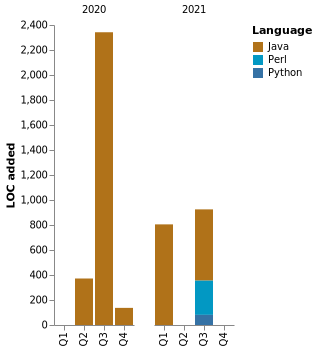 2020 2021
Language
Java
Perl
Python
LOC added
2,400
2,200
2,000
1,800
1,600
1,400
1,200
1,000
800
600
400
200
0
Q1 Q2 Q3 Q4 Q1 Q2 Q3 Q4